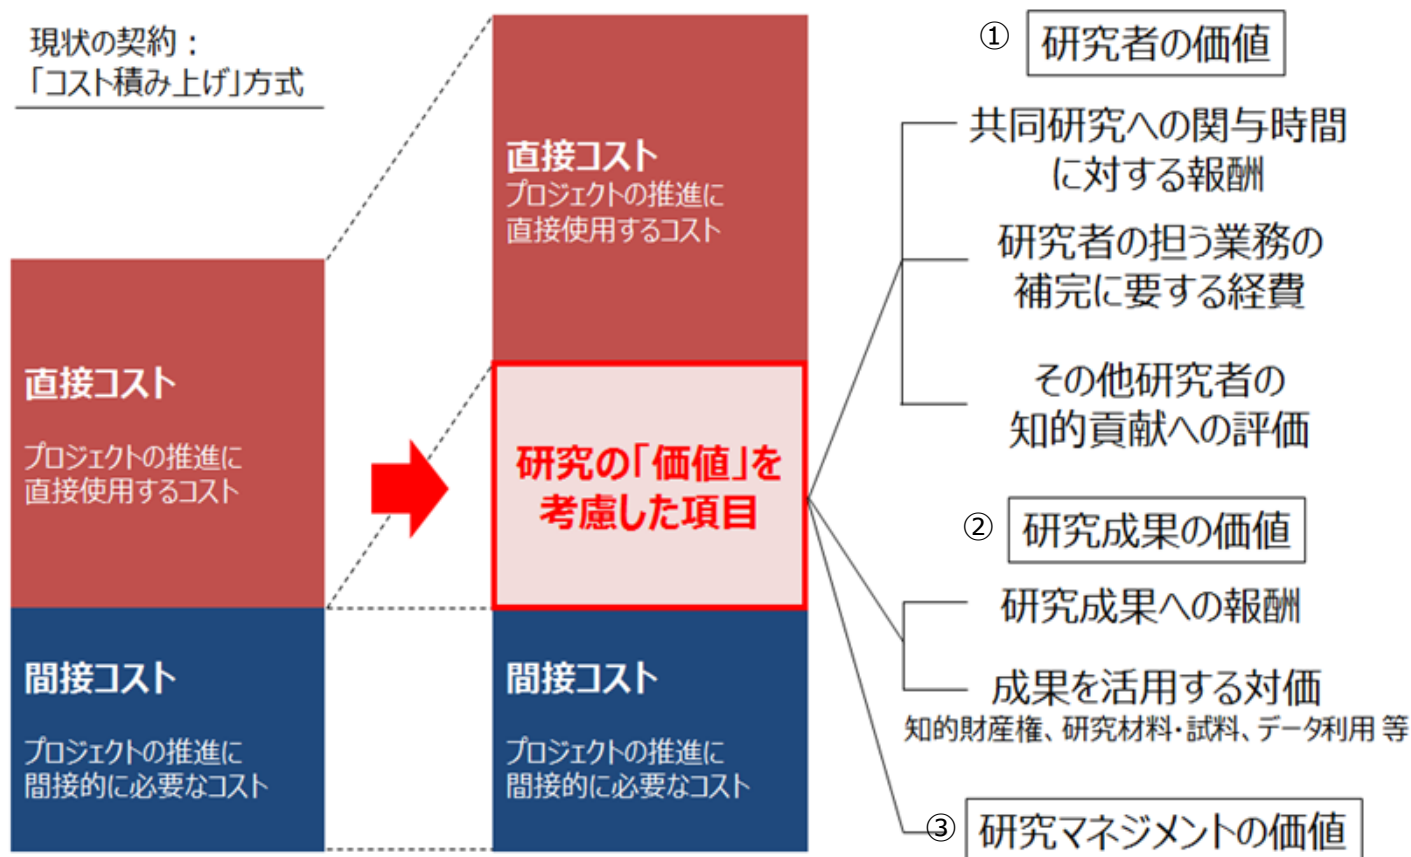 現状の契約：
「コスト積み上げ」方式
直接コスト
プロジェクトの推進に
直接使用するコスト
間接コスト
プロジェクトの推進に
間接的に必要なコスト
直接コスト
プロジェクトの推進に
直接使用するコスト
研究の「価値」を
考慮した項目
間接コスト
プロジェクトの推進に
間接的に必要なコスト
① 研究者の価値
共同研究への関与時間
に対する報酬
研究者の担う業務の
補完に要する経費
その他研究者の
知的貢献への評価
② 研究成果の価値
研究成果への報酬
成果を活用する対価
知的財産権、研究材料・試料、データ利用 等
③ 研究マネジメントの価値